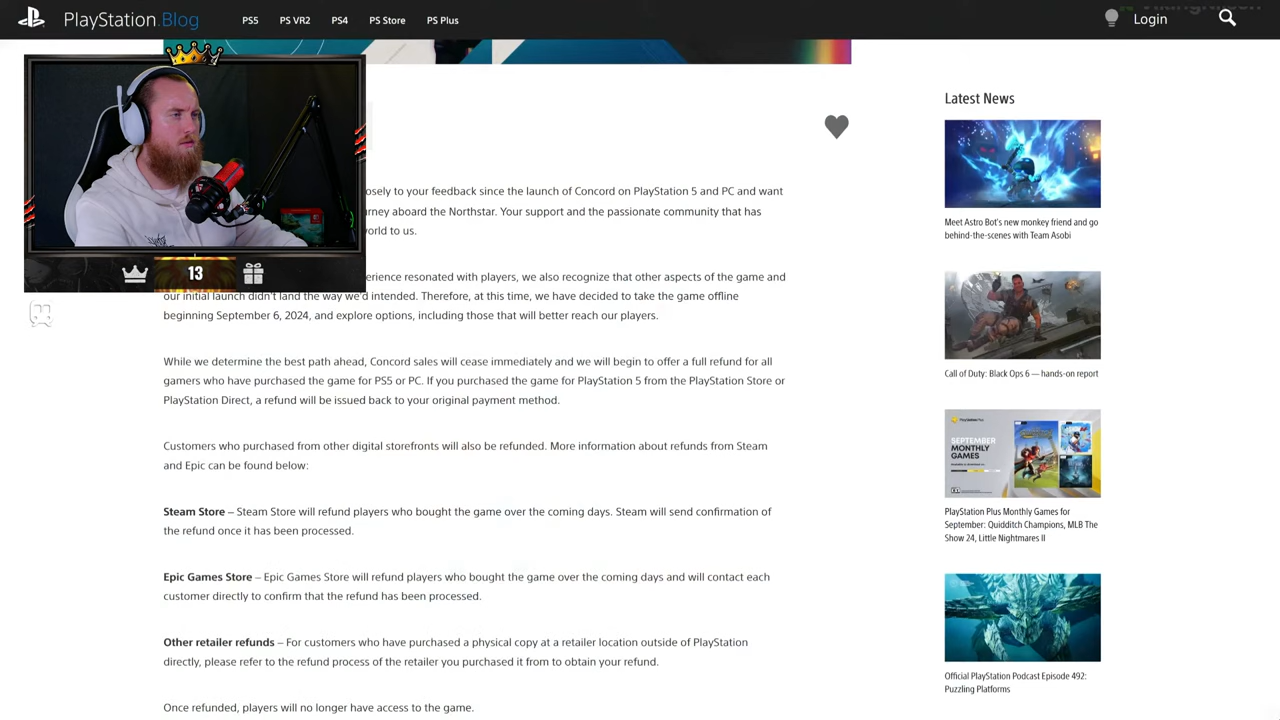 PlayStation.Blog
PS5
PS VR2
PS4
PS Store
PS Plus
Login
osely to your feedback since the launch of Concord on PlayStation 5 and PC and want
urney aboard the Northstar. Your support and the passionate community that has
world to us.
erience resonated with players, we also recognize that other aspects of the game and
our initial launch didn't land the way we'd intended. Therefore, at this time, we have decided to take the game offline
beginning September 6, 2024, and explore options, including those that will better reach our players.
While we determine the best path ahead, Concord sales will cease immediately and we will begin to offer a full refund for all
gamers who have purchased the game for PS5 or PC. If you purchased the game for PlayStation 5 from the PlayStation Store or
PlayStation Direct, a refund will be issued back to your original payment method.
Customers who purchased from other digital storefronts will also be refunded. More information about refunds from Steam
and Epic can be found below:
Steam Store – Steam Store will refund players who bought the game over the coming days. Steam will send confirmation of
the refund once it has been processed.
Epic Games Store – Epic Games Store will refund players who bought the game over the coming days and will contact each
customer directly to confirm that the refund has been processed.
Other retailer refunds – For customers who have purchased a physical copy at a retailer location outside of PlayStation
directly, please refer to the refund process of the retailer you purchased it from to obtain your refund.
Once refunded, players will no longer have access to the game.
13
Latest News
Meet Astro Bot's new monkey friend and go
behind-the-scenes with Team Asobi
Call of Duty: Black Ops 6 — hands-on report
SEPTEMBER
MONTHLY
GAMES
PlayStation Plus Monthly Games for
September: Quidditch Champions, MLB The
Show 24, Little Nightmares II
Official PlayStation Podcast Episode 492:
Puzzling Platforms